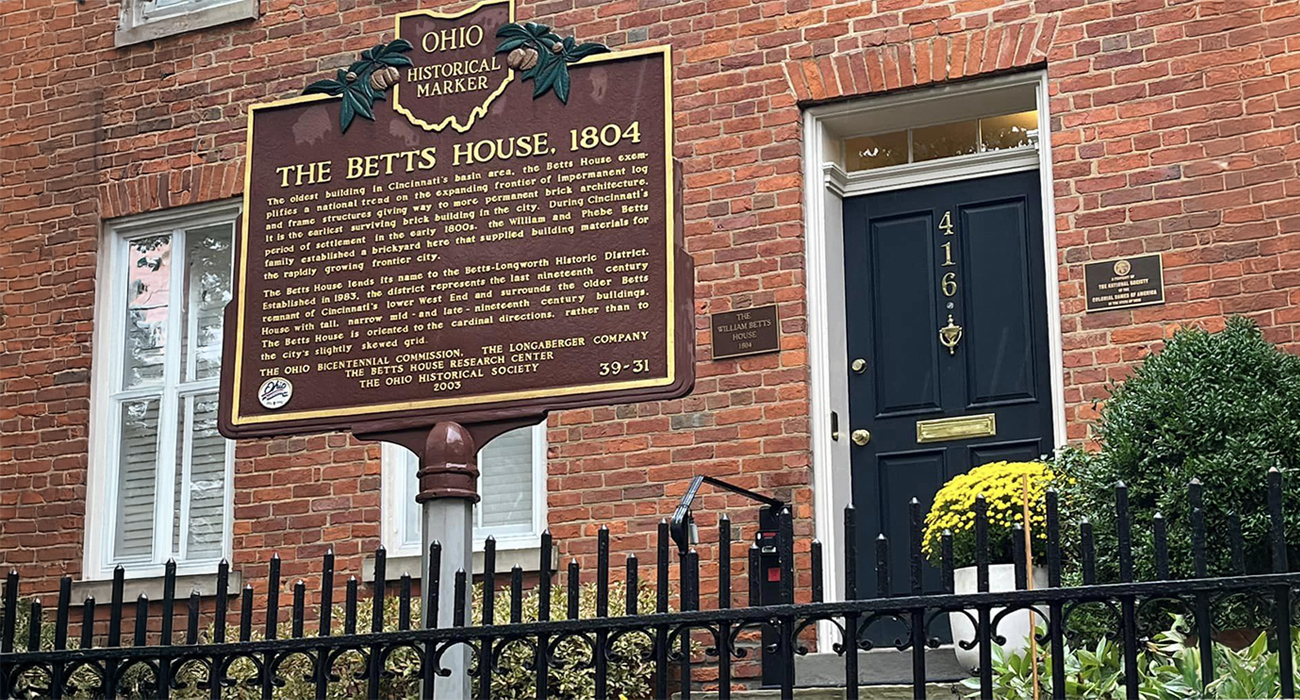 OHIO
HISTORICAL
MARKER
THE BETTS HOUSE, 1804
The oldest building in Cincinnati's basin area, the Betts House exem-
plifies a national trend on the expanding frontier of impermanent log
and frame structures giving way to more permanent brick architecture.
It is the earliest surviving brick building in the city. During Cincinnati's
period of settlement in the early 1800s, the William and Phebe Betts
family established a brickyard here that supplied building materials for
the rapidly growing frontier city.
The Betts House lends its name to the Betts-Longworth Historic District.
Established in 1983, the district represents the last nineteenth century
remnant of Cincinnati's lower West End and surrounds the older Betts
House with tall, narrow mid- and late-nineteenth century buildings.
The Betts House is oriented to the cardinal directions, rather than to
the city's slightly skewed grid.
THE OHIO BICENTENNIAL COMMISSION, THE LONGABERGER COMPANY
THE BETTS HOUSE RESEARCH CENTER
THE OHIO HISTORICAL SOCIETY
2003
39-31
Ohio
THE
WILLIAM BETTS
HOUSE
1804
416
THE NATIONAL SOCIETY
OF THE
COLONIAL DAMES OF AMERICA